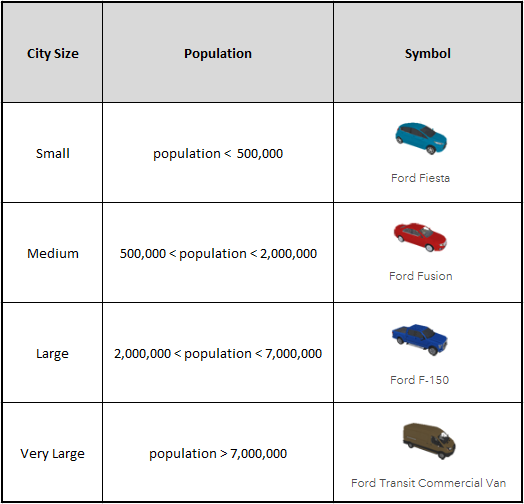 City Size Population Symbol
Small population < 500,000
Ford Fiesta
Medium 500,000 < population < 2,000,000
Ford Fusion
Large 2,000,000 < population < 7,000,000
Ford F-150
Very Large population > 7,000,000
Ford Transit Commercial Van